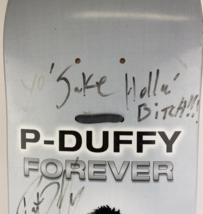 yo' Jake Holla'
BiTCH!!!
P-DUFFY
FOREVER